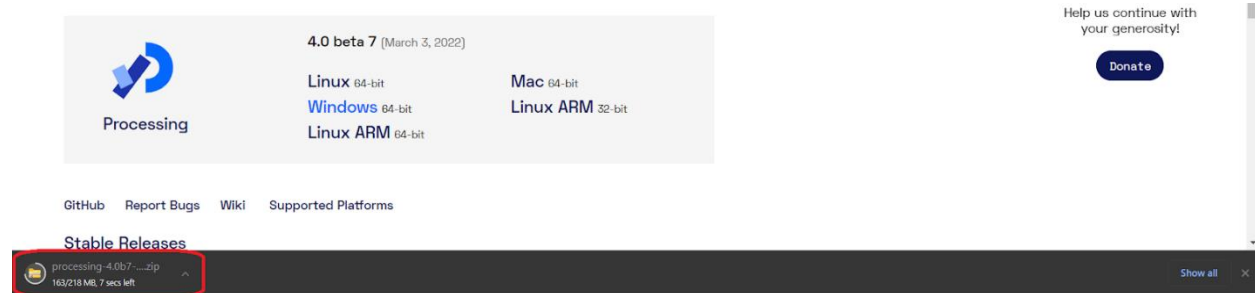 Help us continue with
your generosity!
Donate
4.0 beta 7 (March 3, 2022)
Linux 64-bit
Mac 64-bit
Windows 64-bit
Linux ARM 32-bit
Linux ARM 64-bit
Processing
GitHub Report Bugs Wiki Supported Platforms
Stable Releases
processing-4.0b7-....zip
163/218 MB, 7 secs left
Show all